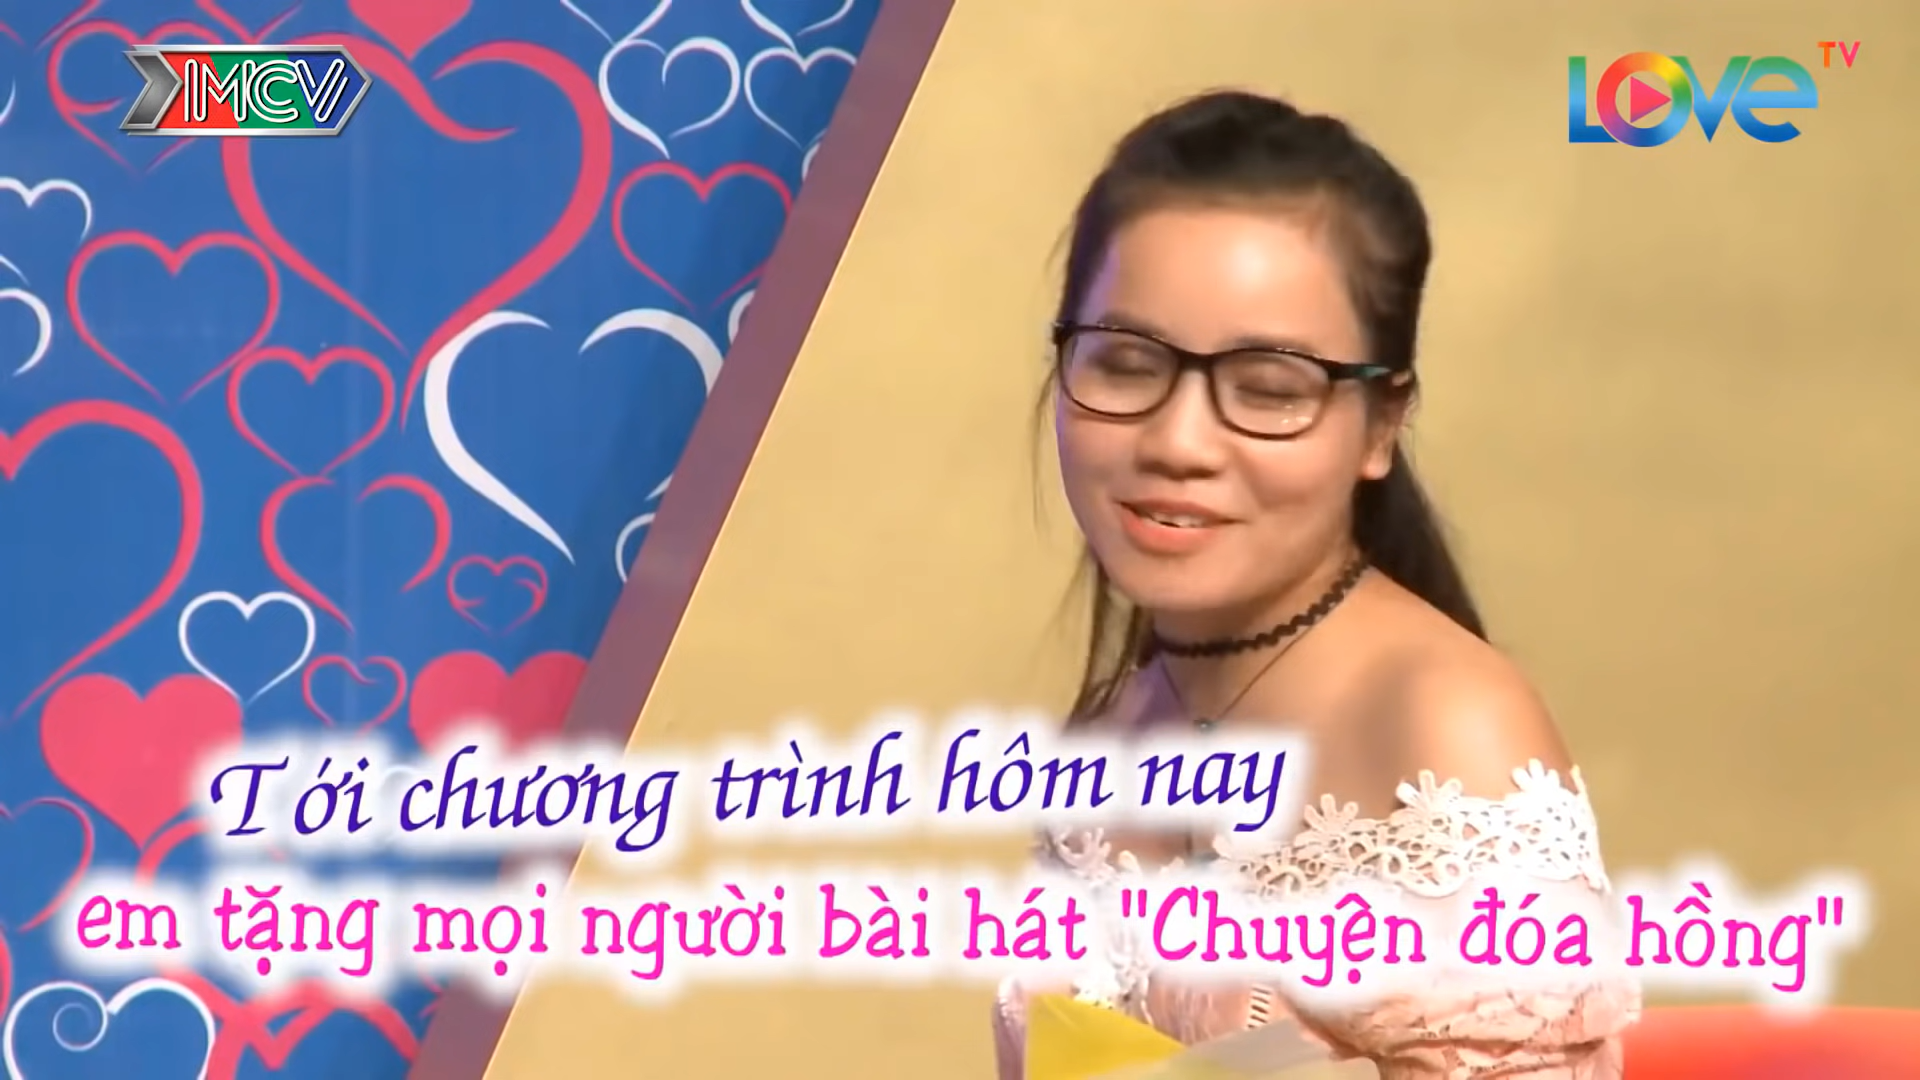 MCV
LOVE TV
Tới chương trình hôm nay
em tặng mọi người bài hát "Chuyện đóa hồng"